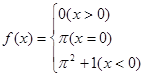 f(x) =
0(x > 0)
π(x = 0)
π² + 1(x < 0)